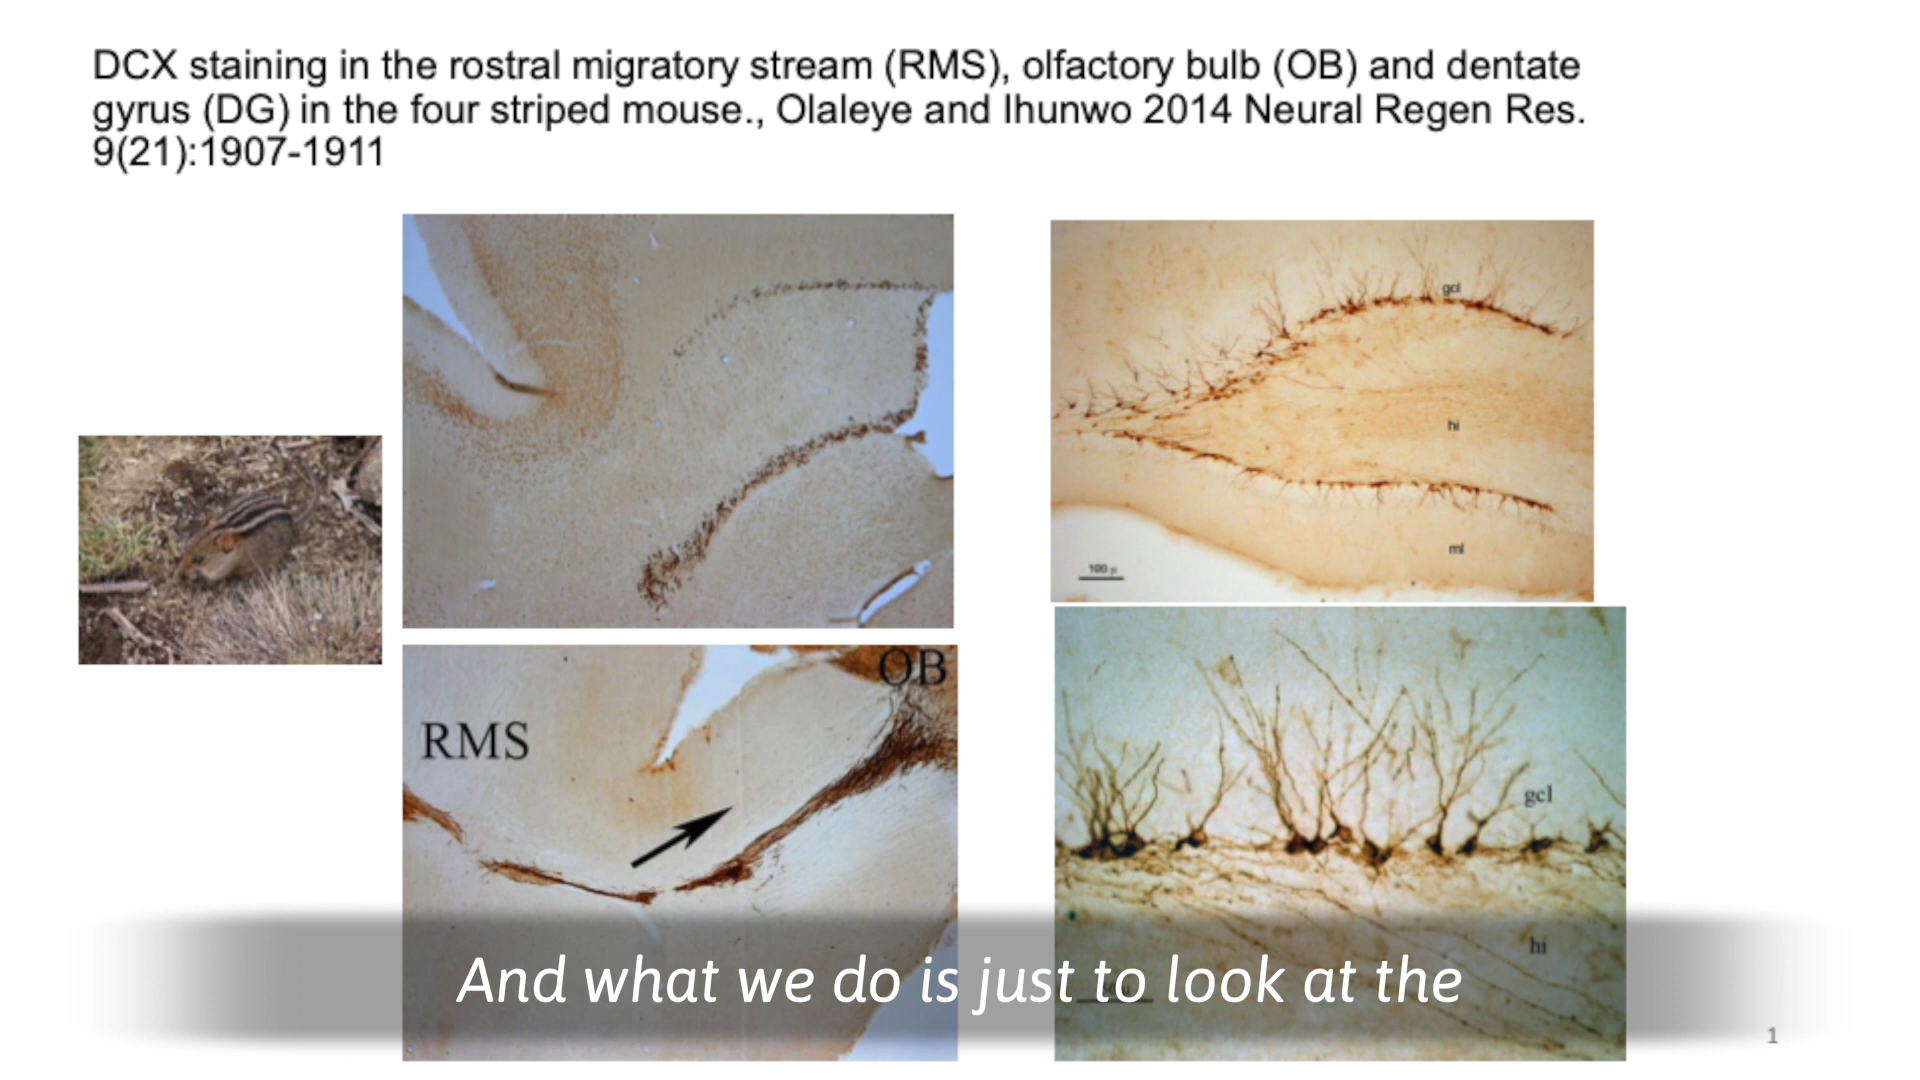 DCX staining in the rostral migratory stream (RMS), olfactory bulb (OB) and dentate
gyrus (DG) in the four striped mouse., Olaleye and Ihunwo 2014 Neural Regen Res.
9(21):1907-1911
gcl
hi
ml
100 µ
OB
RMS
gcl
hi
And what we do is just to look at the
1